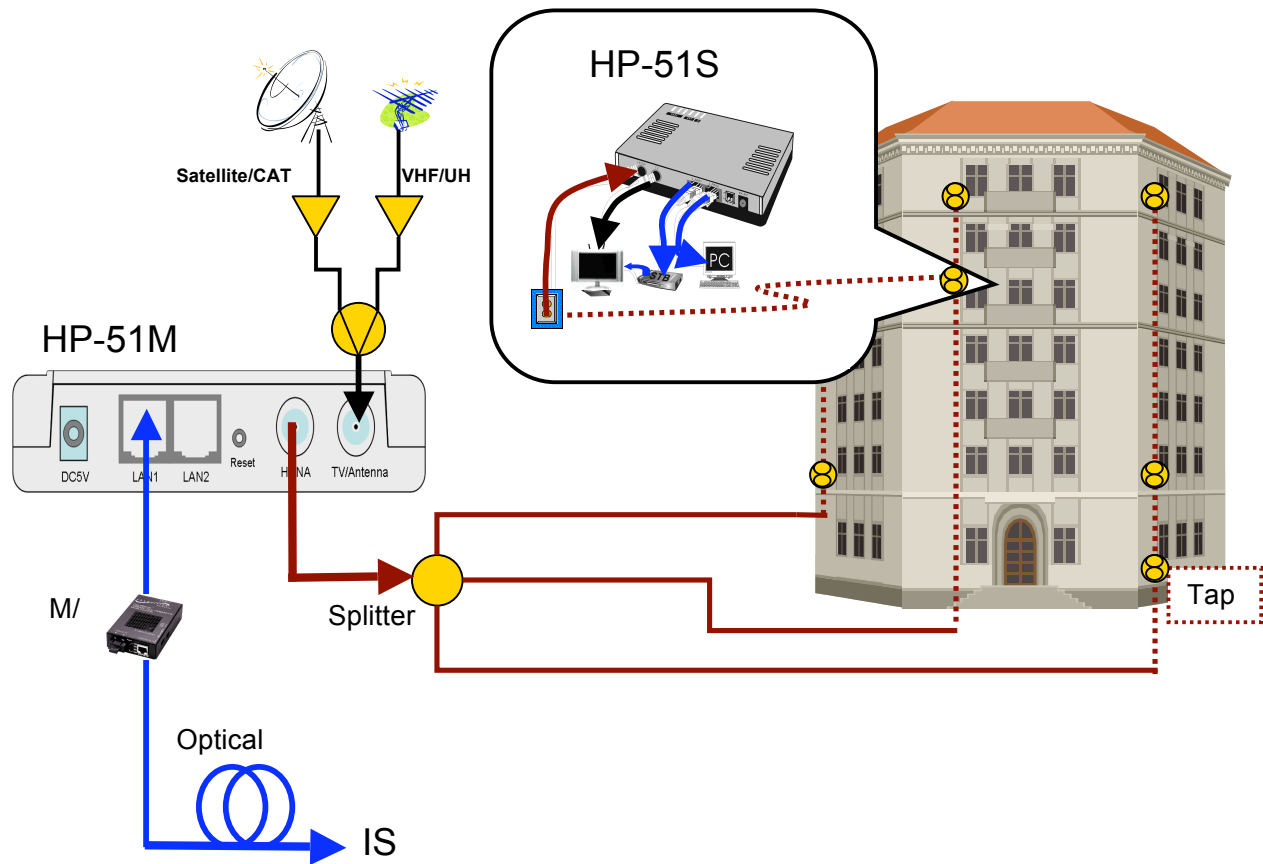 HP-51S
Satellite/CAT
VHF/UH
PC
STB
HP-51M
DC5V
LAN1
LAN2
Reset
TV/Antenna
M/
Splitter
Tap
Optical
IS